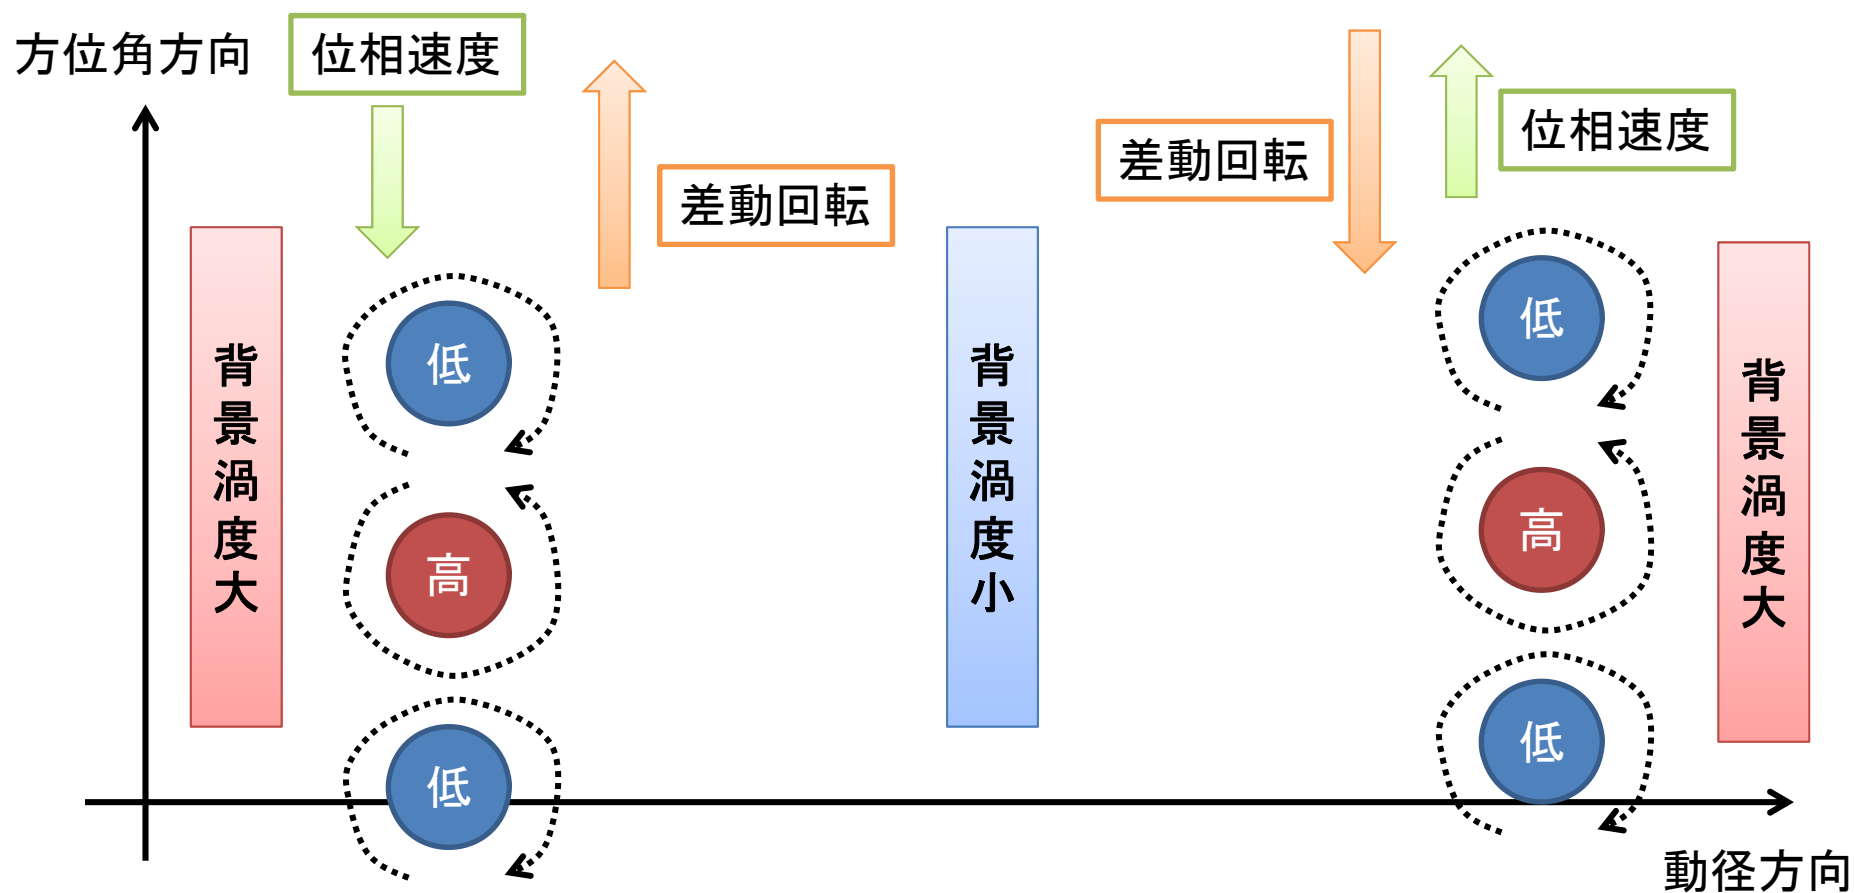 方位角方向
位相速度
差動回転
差動回転
位相速度
背景渦度大
低
高
低
背景渦度小
低
高
低
背景渦度大
動径方向